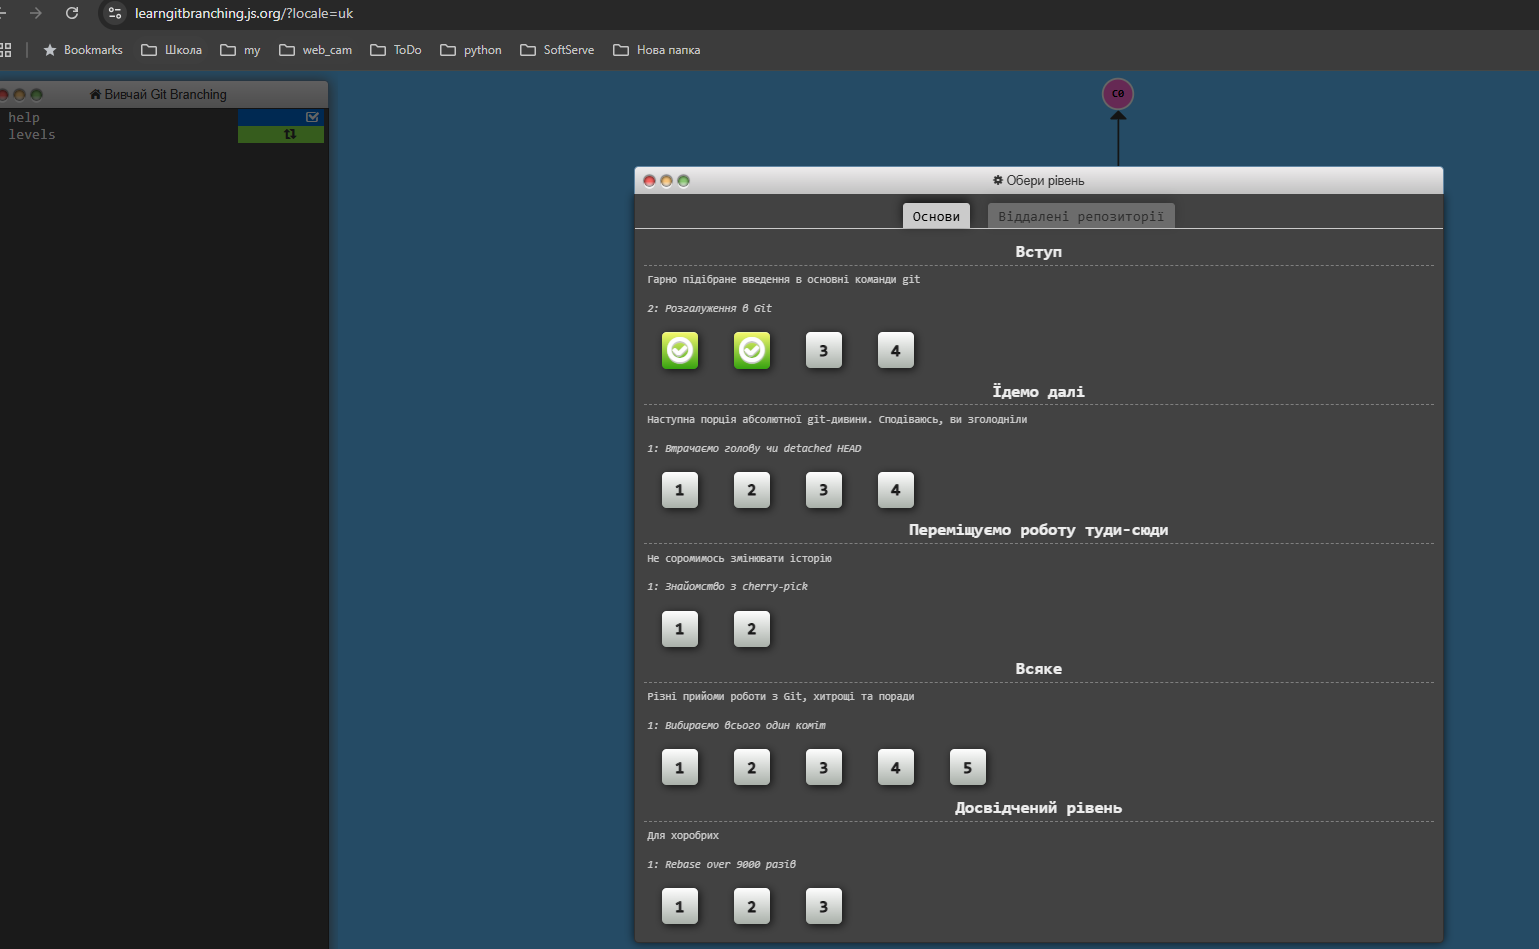 learngitbranching.js.org/?locale=uk
Bookmarks Школа my web_cam ToDo python SoftServe Нова папка
Вивчай Git Branching
help
levels
C0
Обери рівень
Основи Віддалені репозиторії
Вступ
Гарно підібране введення в основні команди git
2: Розгалуження в Git
3 4
Їдемо далі
Наступна порція абсолютної git-дивини. Сподіваюсь, ви зголодніли
1: Втрачаємо голову чи detached HEAD
1 2 3 4
Переміщуємо роботу туди-сюди
Не соромимось змінювати історію
1: Знайомство з cherry-pick
1 2
Всяке
Різні прийоми роботи з Git, хитрощі та поради
1: Вибираємо всього один коміт
1 2 3 4 5
Досвідчений рівень
Для хоробрих
1: Rebase over 9000 разів
1 2 3